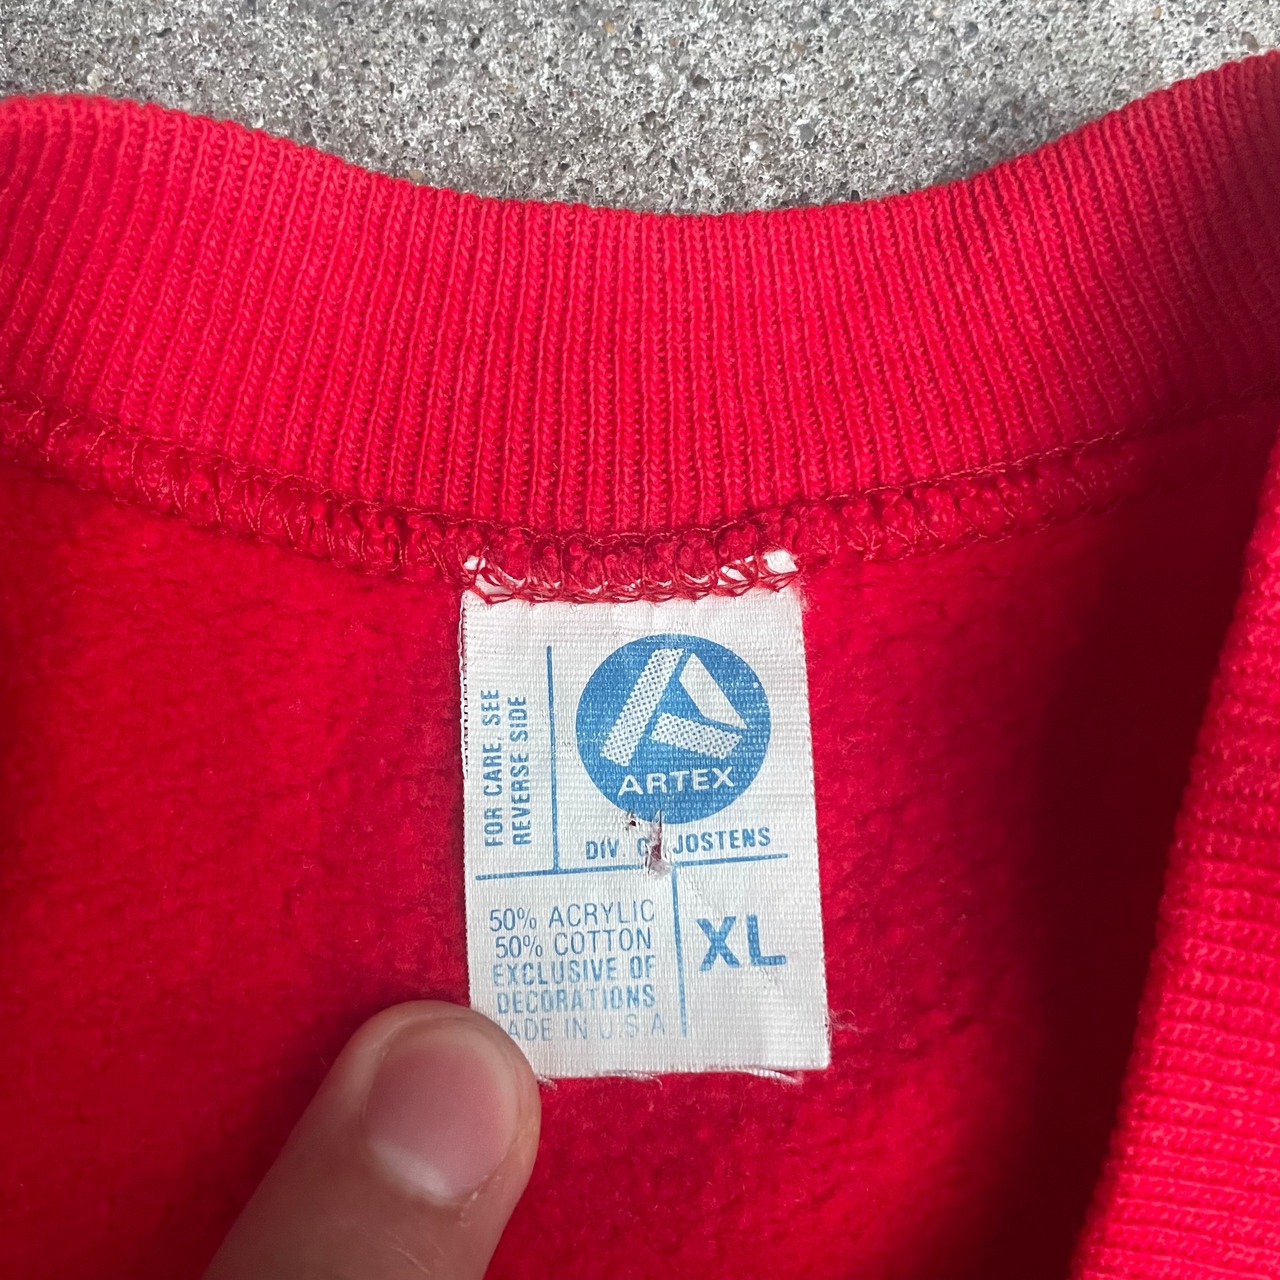 FOR CARE, SEE
REVERSE SIDE
ARTEX
DIV. JOSTENS
50% ACRYLIC
50% COTTON
EXCLUSIVE OF
DECORATIONS
ADE IN U.S.A
XL